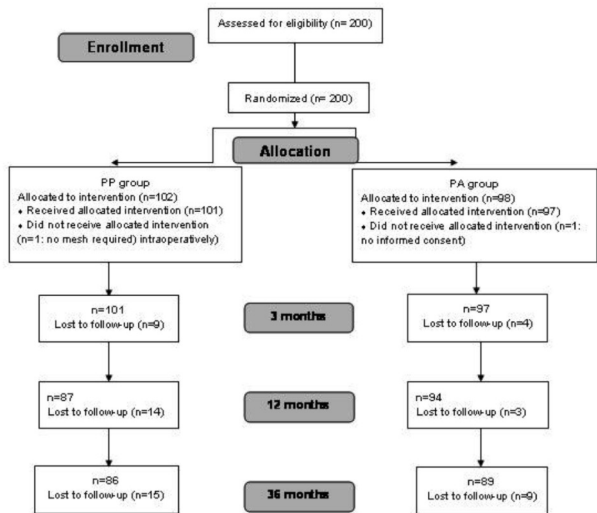 Assessed for eligibility (n= 200)
Enrollment
Randomized (n= 200)
Allocation
PP group
Allocated to intervention (n=102)
♦ Received allocated intervention (n=101)
♦ Did not receive allocated intervention
(n=1: no mesh required) intraoperatively)
PA group
Allocated to intervention (n=98)
♦ Received allocated intervention (n=97)
♦ Did not receive allocated intervention (n=1:
no informed consent)
n=101
Lost to follow-up (n=9)
3 months
n=97
Lost to follow-up (n=4)
n=87
Lost to follow-up (n=14)
12 months
n=94
Lost to follow-up (n=3)
n=86
Lost to follow-up (n=15)
36 months
n=89
Lost to follow-up (n=9)